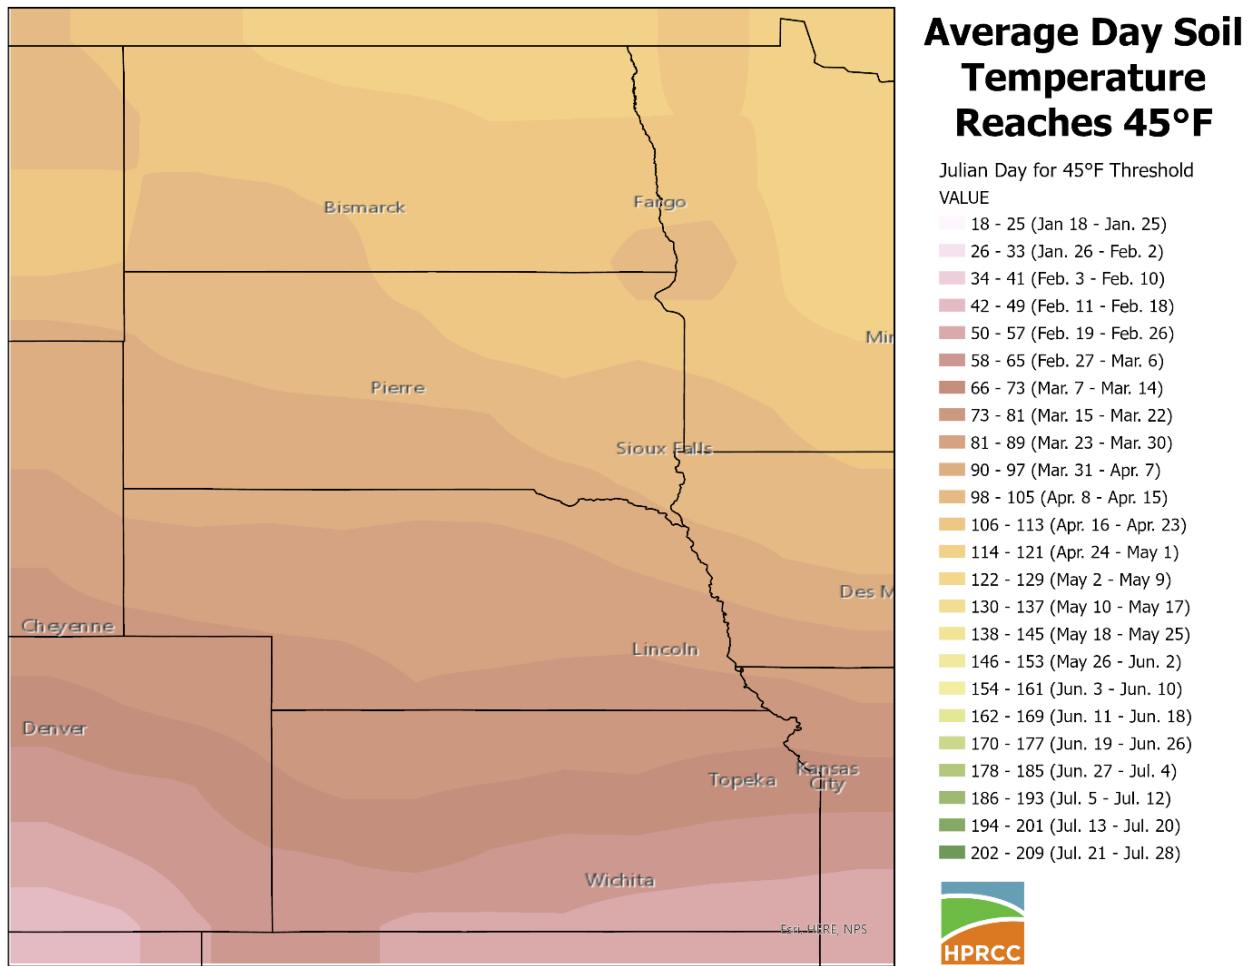 Average Day Soil
Temperature
Reaches 45°F
Julian Day for 45°F Threshold
VALUE
18 - 25 (Jan 18 - Jan. 25)
26 - 33 (Jan. 26 - Feb. 2)
34 - 41 (Feb. 3 - Feb. 10)
42 - 49 (Feb. 11 - Feb. 18)
50 - 57 (Feb. 19 - Feb. 26)
58 - 65 (Feb. 27 - Mar. 6)
66 - 73 (Mar. 7 - Mar. 14)
73 - 81 (Mar. 15 - Mar. 22)
81 - 89 (Mar. 23 - Mar. 30)
90 - 97 (Mar. 31 - Apr. 7)
98 - 105 (Apr. 8 - Apr. 15)
106 - 113 (Apr. 16 - Apr. 23)
114 - 121 (Apr. 24 - May 1)
122 - 129 (May 2 - May 9)
130 - 137 (May 10 - May 17)
138 - 145 (May 18 - May 25)
146 - 153 (May 26 - Jun. 2)
154 - 161 (Jun. 3 - Jun. 10)
162 - 169 (Jun. 11 - Jun. 18)
170 - 177 (Jun. 19 - Jun. 26)
178 - 185 (Jun. 27 - Jul. 4)
186 - 193 (Jul. 5 - Jul. 12)
194 - 201 (Jul. 13 - Jul. 20)
202 - 209 (Jul. 21 - Jul. 28)
HPRCC
Bismarck
Fargo
Min
Pierre
Sioux Falls
Des M
Cheyenne
Lincoln
Denver
Topeka
Kansas
City
Wichita
Esri, HERE, NPS